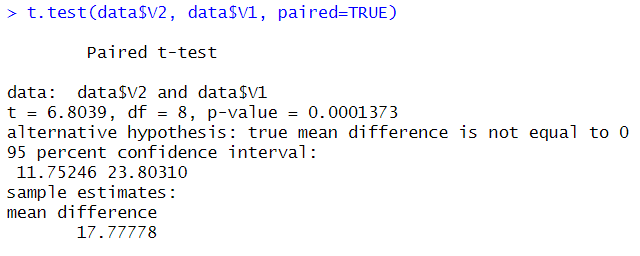 > t.test(data$V2, data$V1, paired=TRUE)
Paired t-test
data:  data$V2 and data$V1
t = 6.8039, df = 8, p-value = 0.0001373
alternative hypothesis: true mean difference is not equal to 0
95 percent confidence interval:
 11.75246 23.80310
sample estimates:
mean difference
17.77778